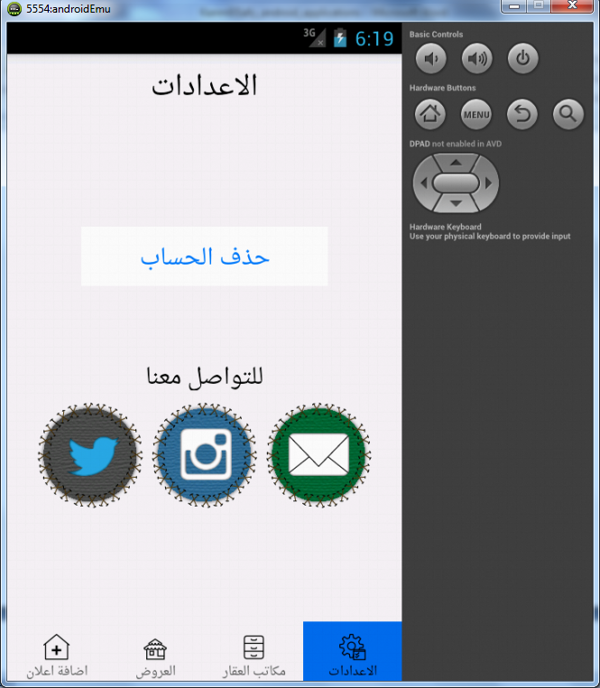 5554:androidEmu
3G
6:19
الاعدادات
حذف الحساب
للتواصل معنا
الاعدادات
مكاتب العقار
العروض
اضافة اعلان
Basic Controls
Hardware Buttons
MENU
DPAD not enabled in AVD
Hardware Keyboard
Use your physical keyboard to provide input